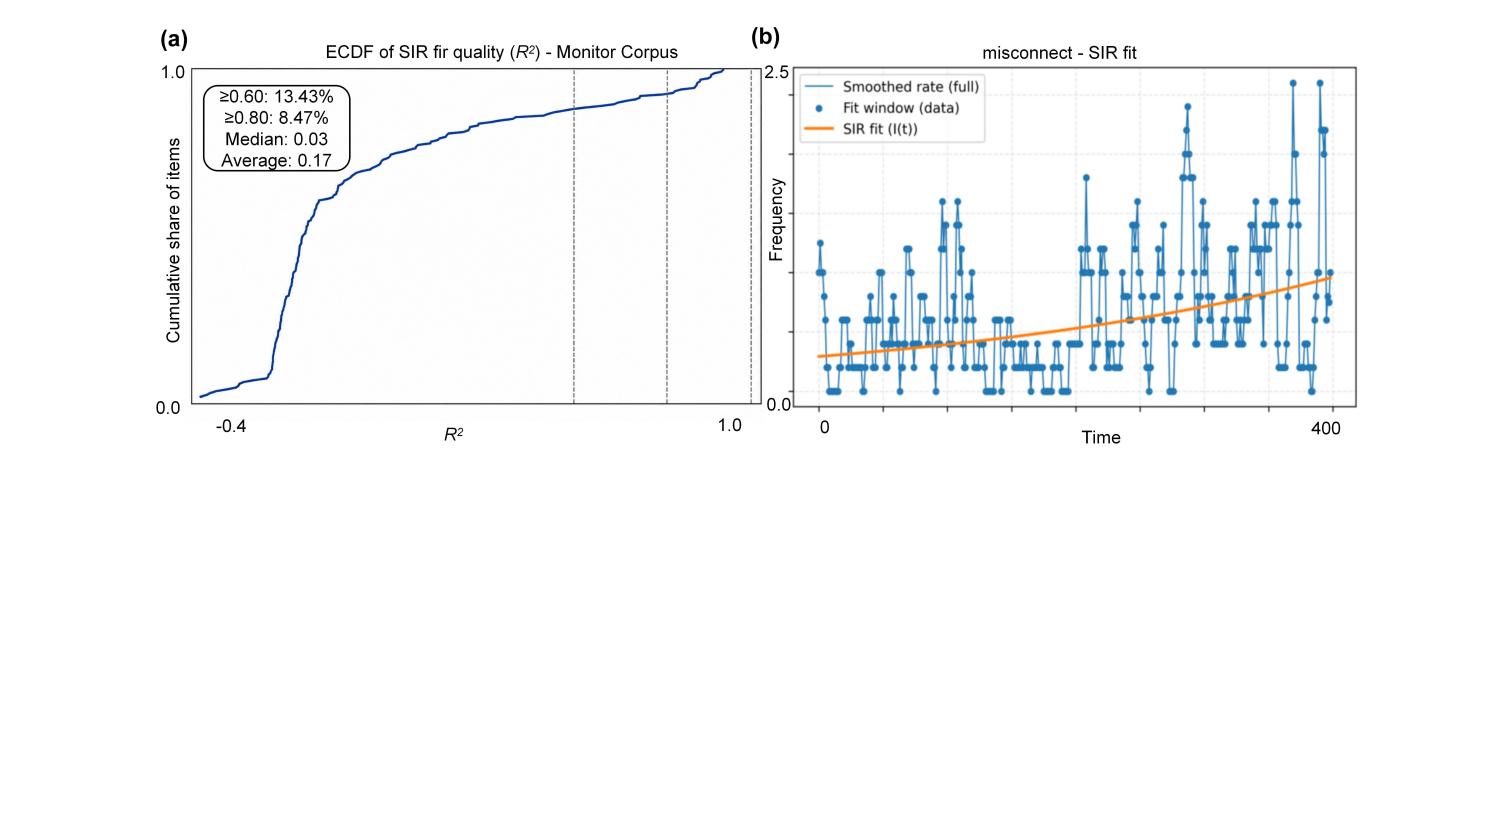 (a)
ECDF of SIR fir quality (R²) - Monitor Corpus
1.0
≥0.60: 13.43%
≥0.80: 8.47%
Median: 0.03
Average: 0.17
Cumulative share of items
0.0
-0.4
R²
1.0
(b)
misconnect - SIR fit
2.5
Smoothed rate (full)
Fit window (data)
SIR fit (I(t))
Frequency
0.0
0
Time
400